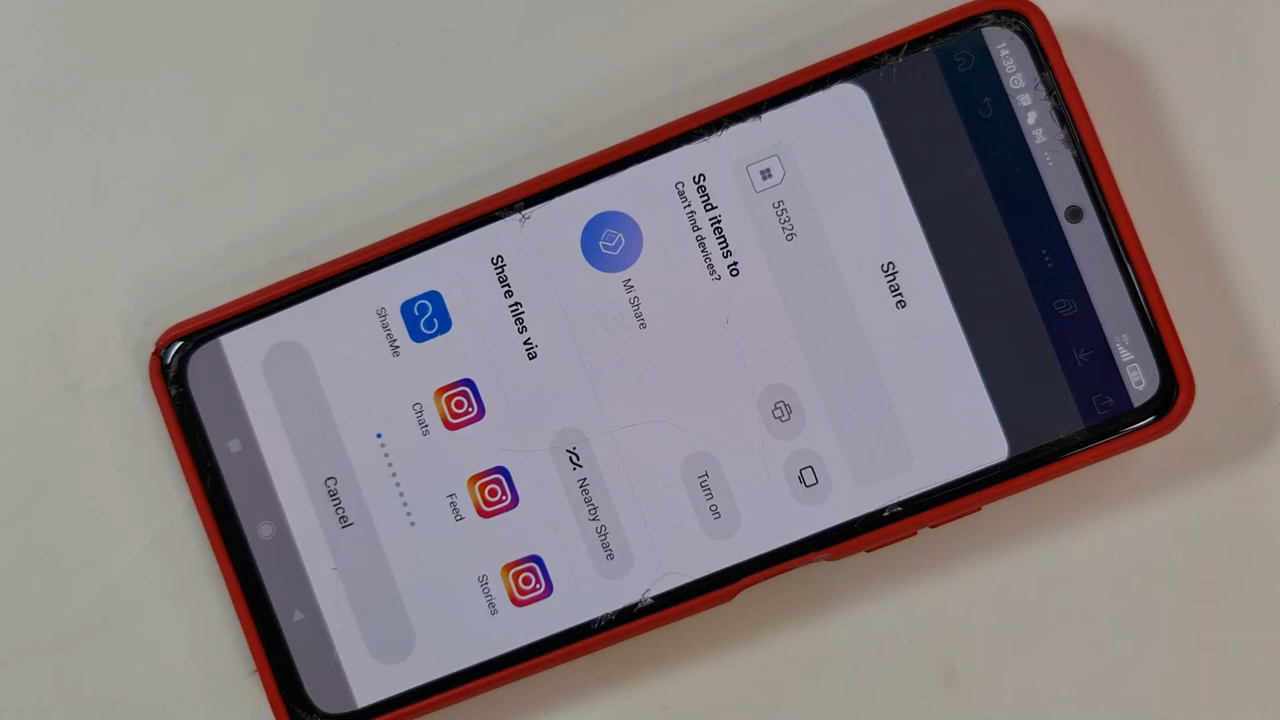 14:30
63
Share
55326
Send items to
Can't find devices?
Turn on
Mi Share
Nearby Share
Share files via
ShareMe
Chats
Feed
Stories
Cancel